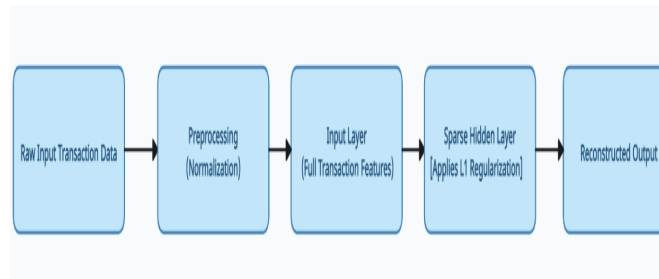 Raw Input Transaction Data
Preprocessing
(Normalization)
Input Layer
(Full Transaction Features)
Sparse Hidden Layer
[Applies L1 Regularization]
Reconstructed Output